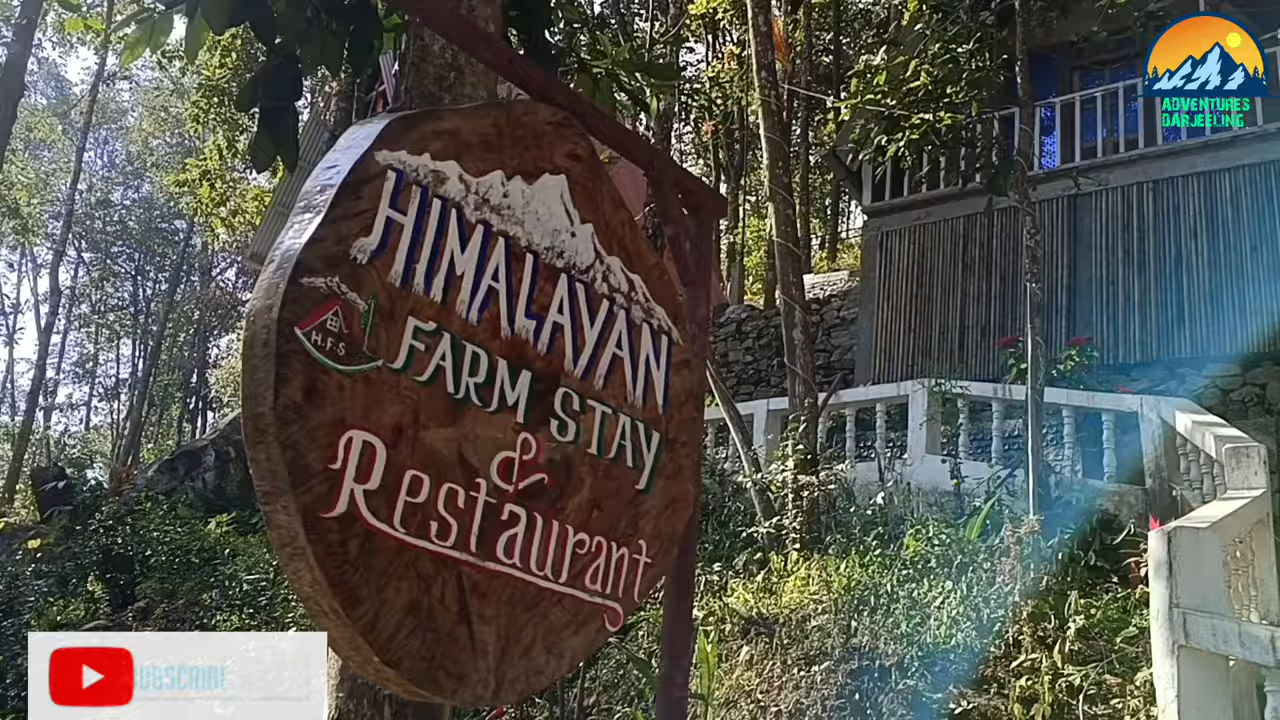 ADVENTURES
DARJEELING
HIMALAYAN
H.F.S
FARM STAY
&
Restaurant
SUBSCRIBE